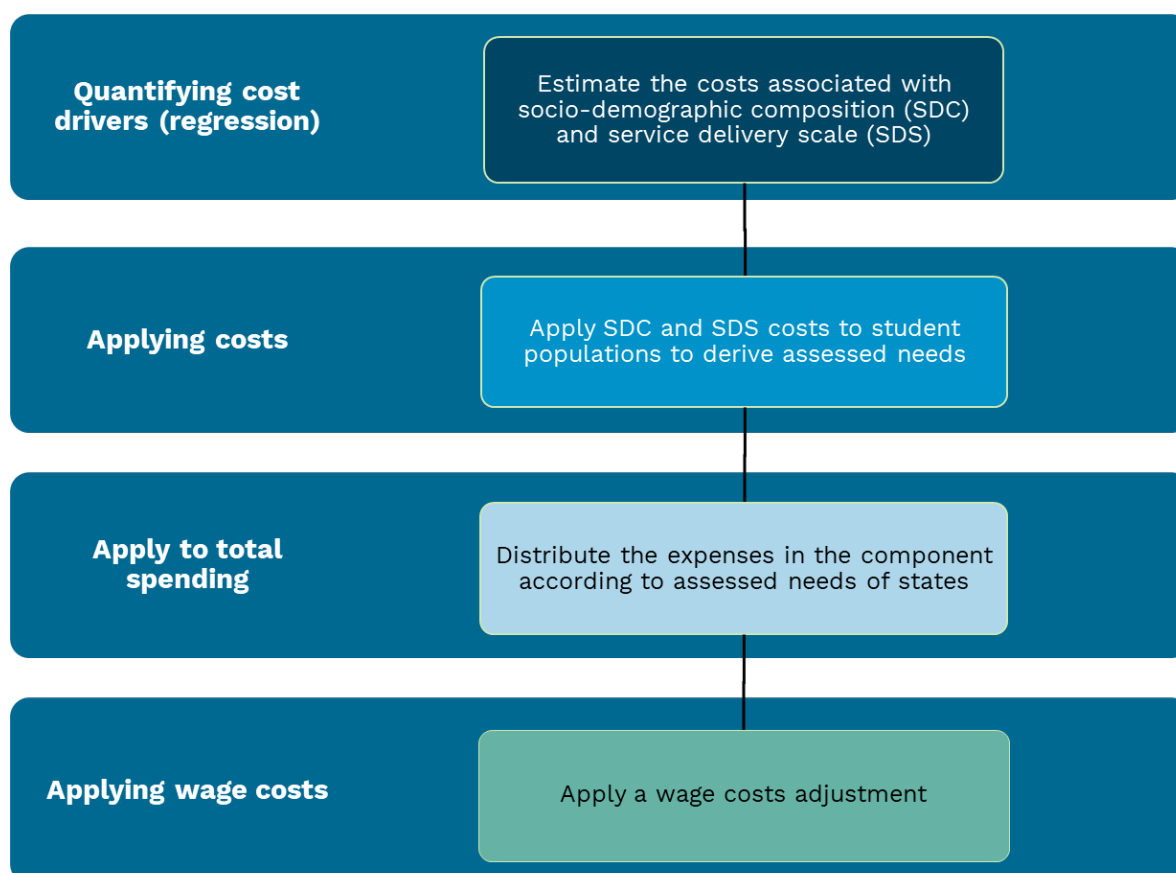 Quantifying cost
drivers (regression)
Estimate the costs associated with
socio-demographic composition (SDC)
and service delivery scale (SDS)
Applying costs
Apply SDC and SDS costs to student
populations to derive assessed needs
Apply to total
spending
Distribute the expenses in the component
according to assessed needs of states
Applying wage costs
Apply a wage costs adjustment